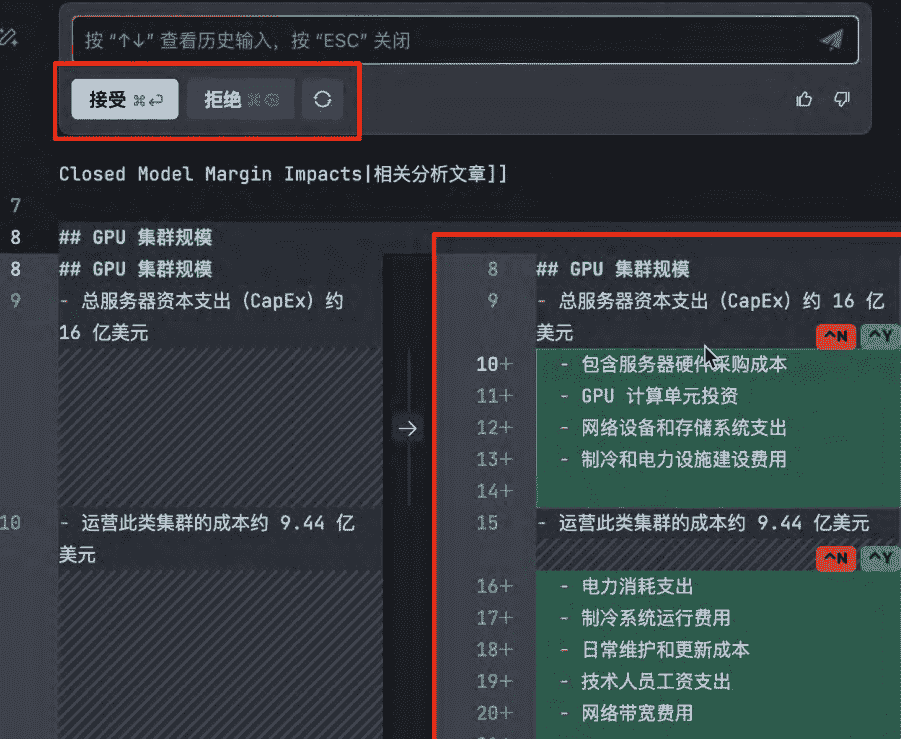 按 “↑↓” 查看历史输入，按 “ESC” 关闭
接受 ⌘↩
拒绝 ⌘⌫
Closed Model Margin Impacts|相关分析文章]]
7
8 ## GPU 集群规模
8 ## GPU 集群规模
9 - 总服务器资本支出（CapEx）约
16 亿美元
10 - 运营此类集群的成本约 9.44 亿
美元
8 ## GPU 集群规模
9 - 总服务器资本支出（CapEx）约 16 亿
美元
^N ^Y
10+ - 包含服务器硬件采购成本
11+ - GPU 计算单元投资
12+ - 网络设备和存储系统支出
13+ - 制冷和电力设施建设费用
14+
15 - 运营此类集群的成本约 9.44 亿美元
^N ^Y
16+ - 电力消耗支出
17+ - 制冷系统运行费用
18+ - 日常维护和更新成本
19+ - 技术人员工资支出
20+ - 网络带宽费用